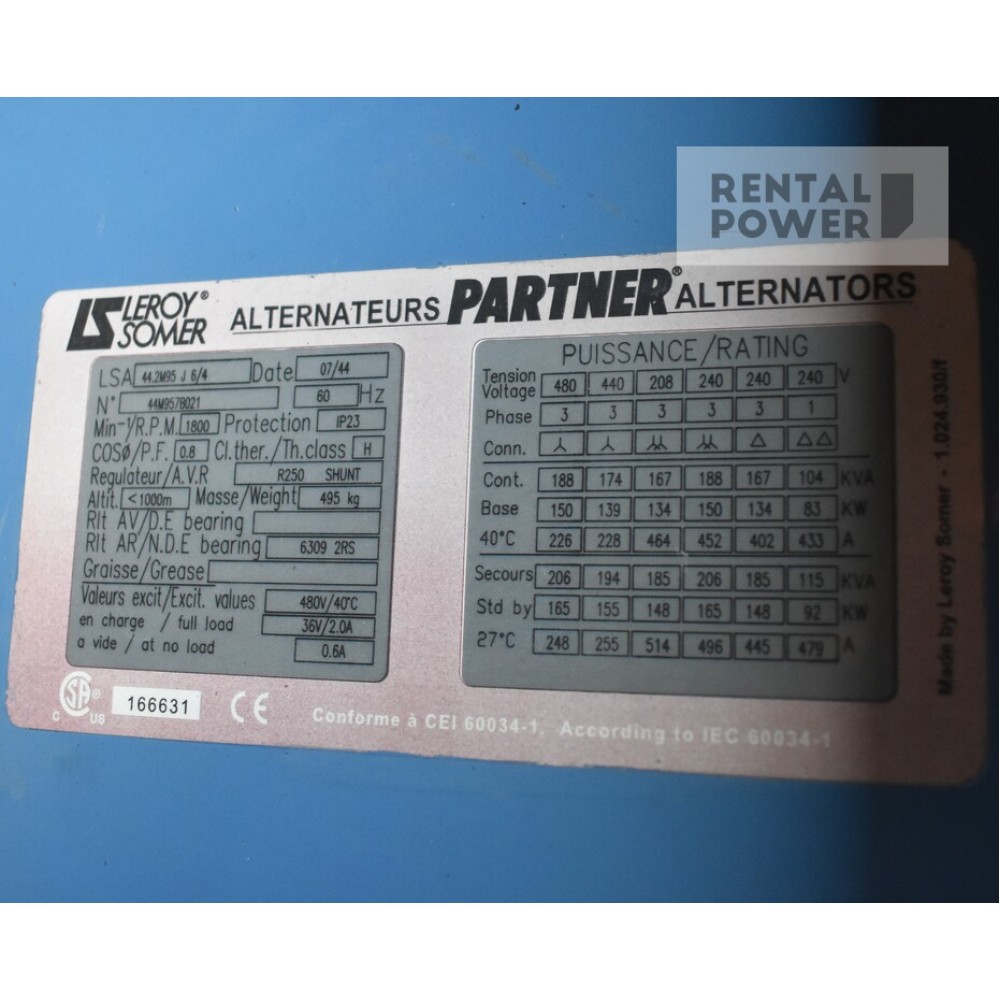 RENTAL
POWER
LEROY®
SOMER
ALTERNATEURS PARTNER® ALTERNATORS
LSA 44.2M95 J 6/4 Date 07/44
N° 44M957B021 60 Hz
Min-¹/R.P.M. 1800 Protection IP23
COSØ/P.F. 0.8 Cl.ther./Th.class H
Regulateur/A.V.R R250 SHUNT
Altit. <1000m Masse/Weight 495 kg
Rlt AV/D.E bearing
Rlt AR/N.D.E bearing 6309 2RS
Graisse/Grease
Valeurs excit/Excit. values 480V/40°C
en charge / full load 36V/2.0A
a vide / at no load 0.6A
PUISSANCE/RATING
Tension
Voltage 480 440 208 240 240 240 V
Phase 3 3 3 3 3 1
Conn.
Cont. 188 174 167 188 167 104 KVA
Base 150 139 134 150 134 83 KW
40°C 226 228 464 452 402 433 A
Secours 206 194 185 206 185 115 KVA
Std by 165 155 148 165 148 92 KW
27°C 248 255 514 496 445 479 A
Made by Leroy Somer - 1.024.930/f
C SA® US 166631 CE
Conforme à CEI 60034-1. According to IEC 60034-1